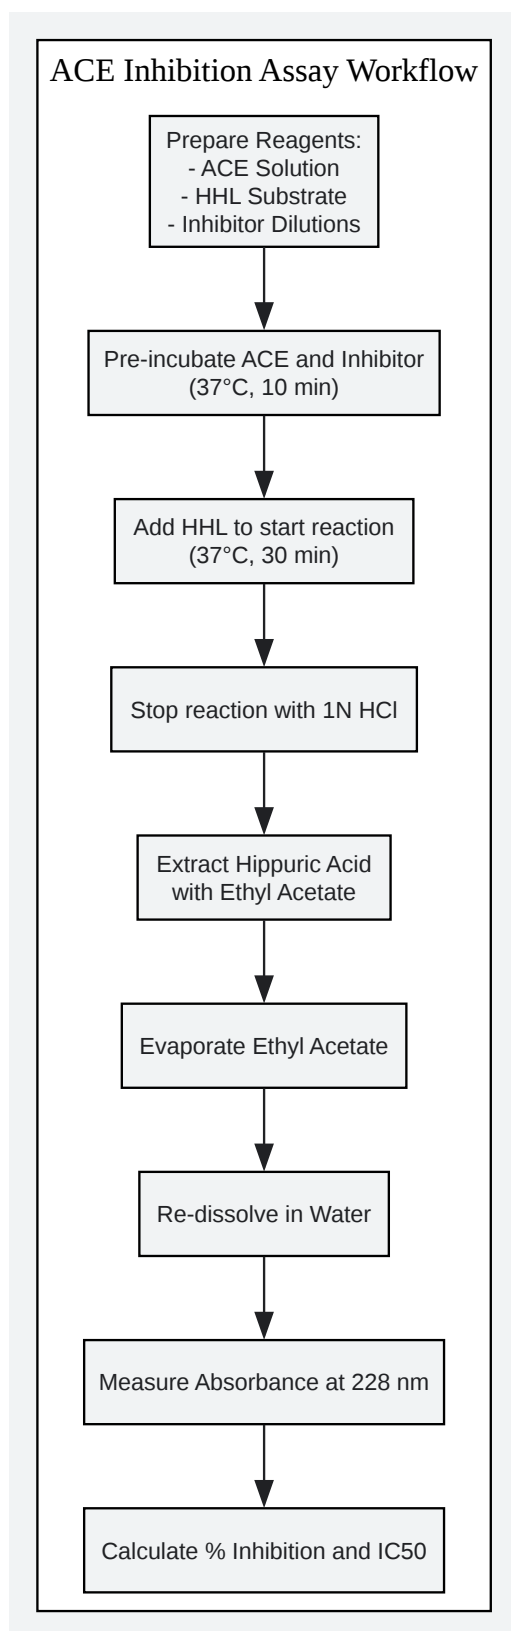 ACE Inhibition Assay Workflow
Prepare Reagents:
- ACE Solution
- HHL Substrate
- Inhibitor Dilutions
Pre-incubate ACE and Inhibitor
(37°C, 10 min)
Add HHL to start reaction
(37°C, 30 min)
Stop reaction with 1N HCl
Extract Hippuric Acid
with Ethyl Acetate
Evaporate Ethyl Acetate
Re-dissolve in Water
Measure Absorbance at 228 nm
Calculate % Inhibition and IC50